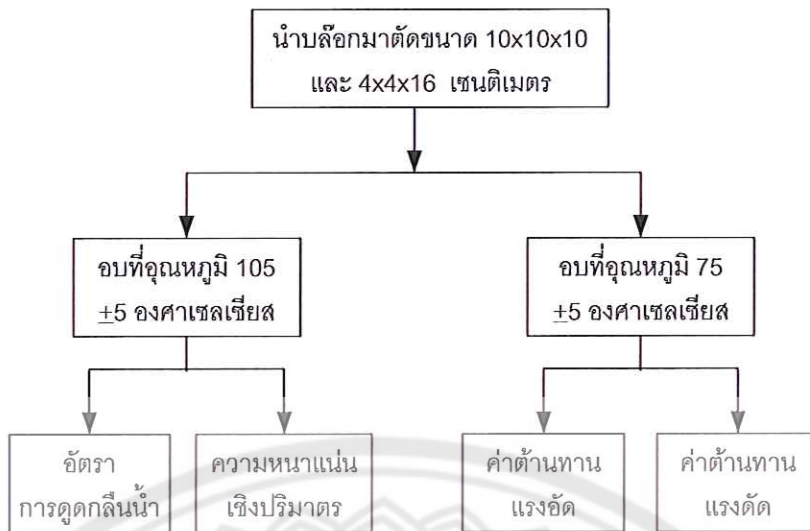 นำบล๊อกมาตัดขนาด 10x10x10
และ 4x4x16 เซนติเมตร
อบที่อุณหภูมิ 105
±5 องศาเซลเซียส
อบที่อุณหภูมิ 75
±5 องศาเซลเซียส
อัตรา
การดูดกลืนน้ำ
ความหนาแน่น
เชิงปริมาตร
ค่าต้านทาน
แรงอัด
ค่าต้านทาน
แรงดัด